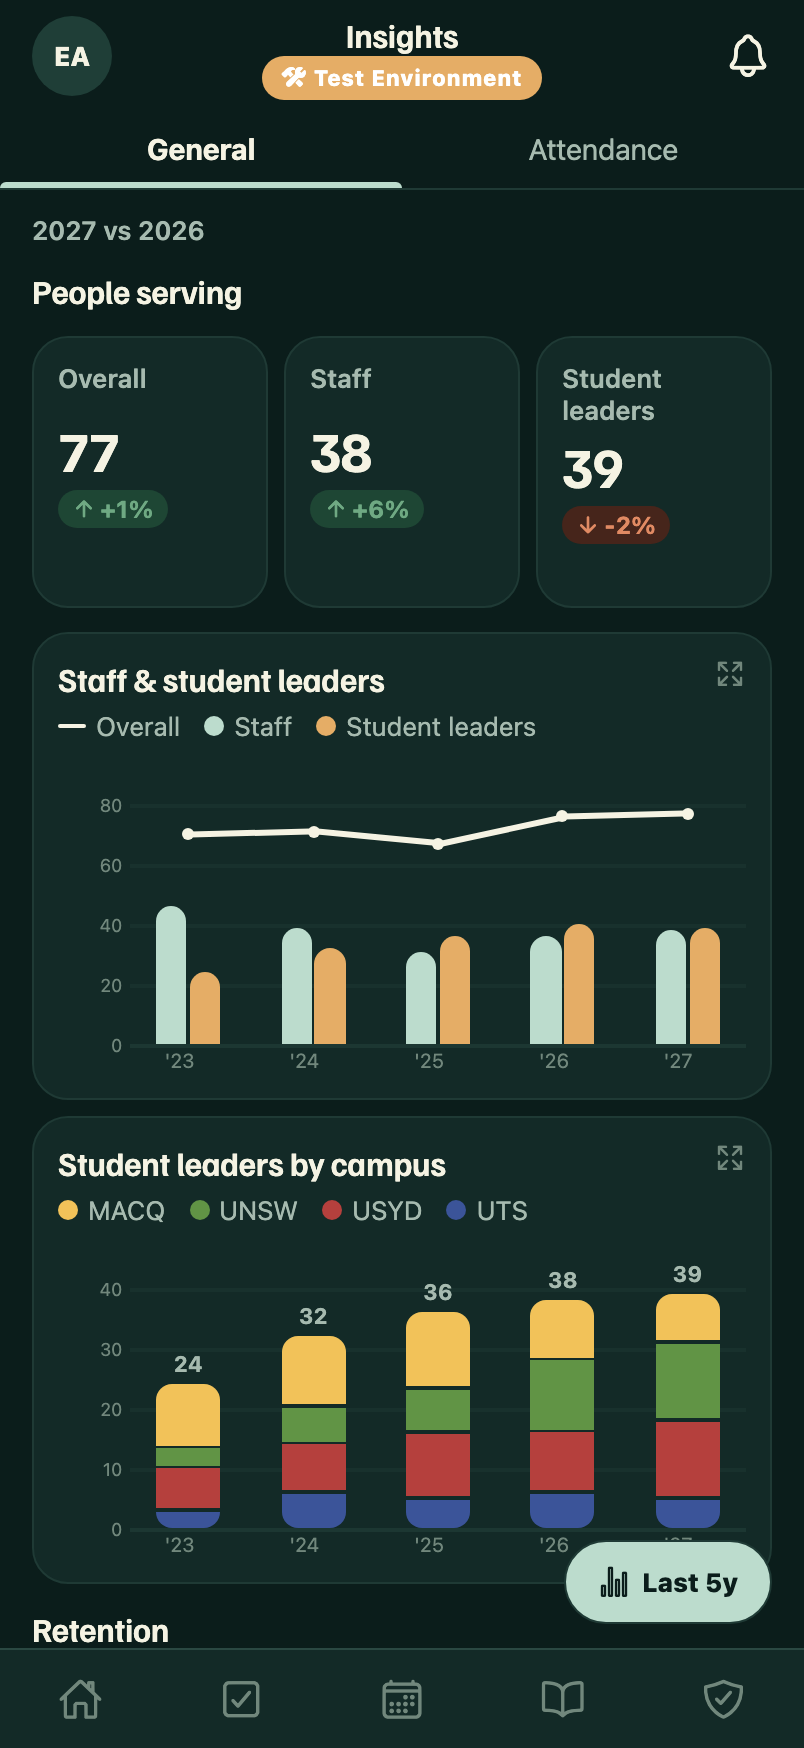 EA
Insights
🛠 Test Environment
General
Attendance
2027 vs 2026
People serving
Overall
77
↑ +1%
Staff
38
↑ +6%
Student
leaders
39
↓ -2%
Staff & student leaders
Overall
Staff
Student leaders
80
60
40
20
0
'23
'24
'25
'26
'27
Student leaders by campus
MACQ
UNSW
USYD
UTS
40
30
20
10
0
24
32
36
38
39
'23
'24
'25
'26
Last 5y
Retention